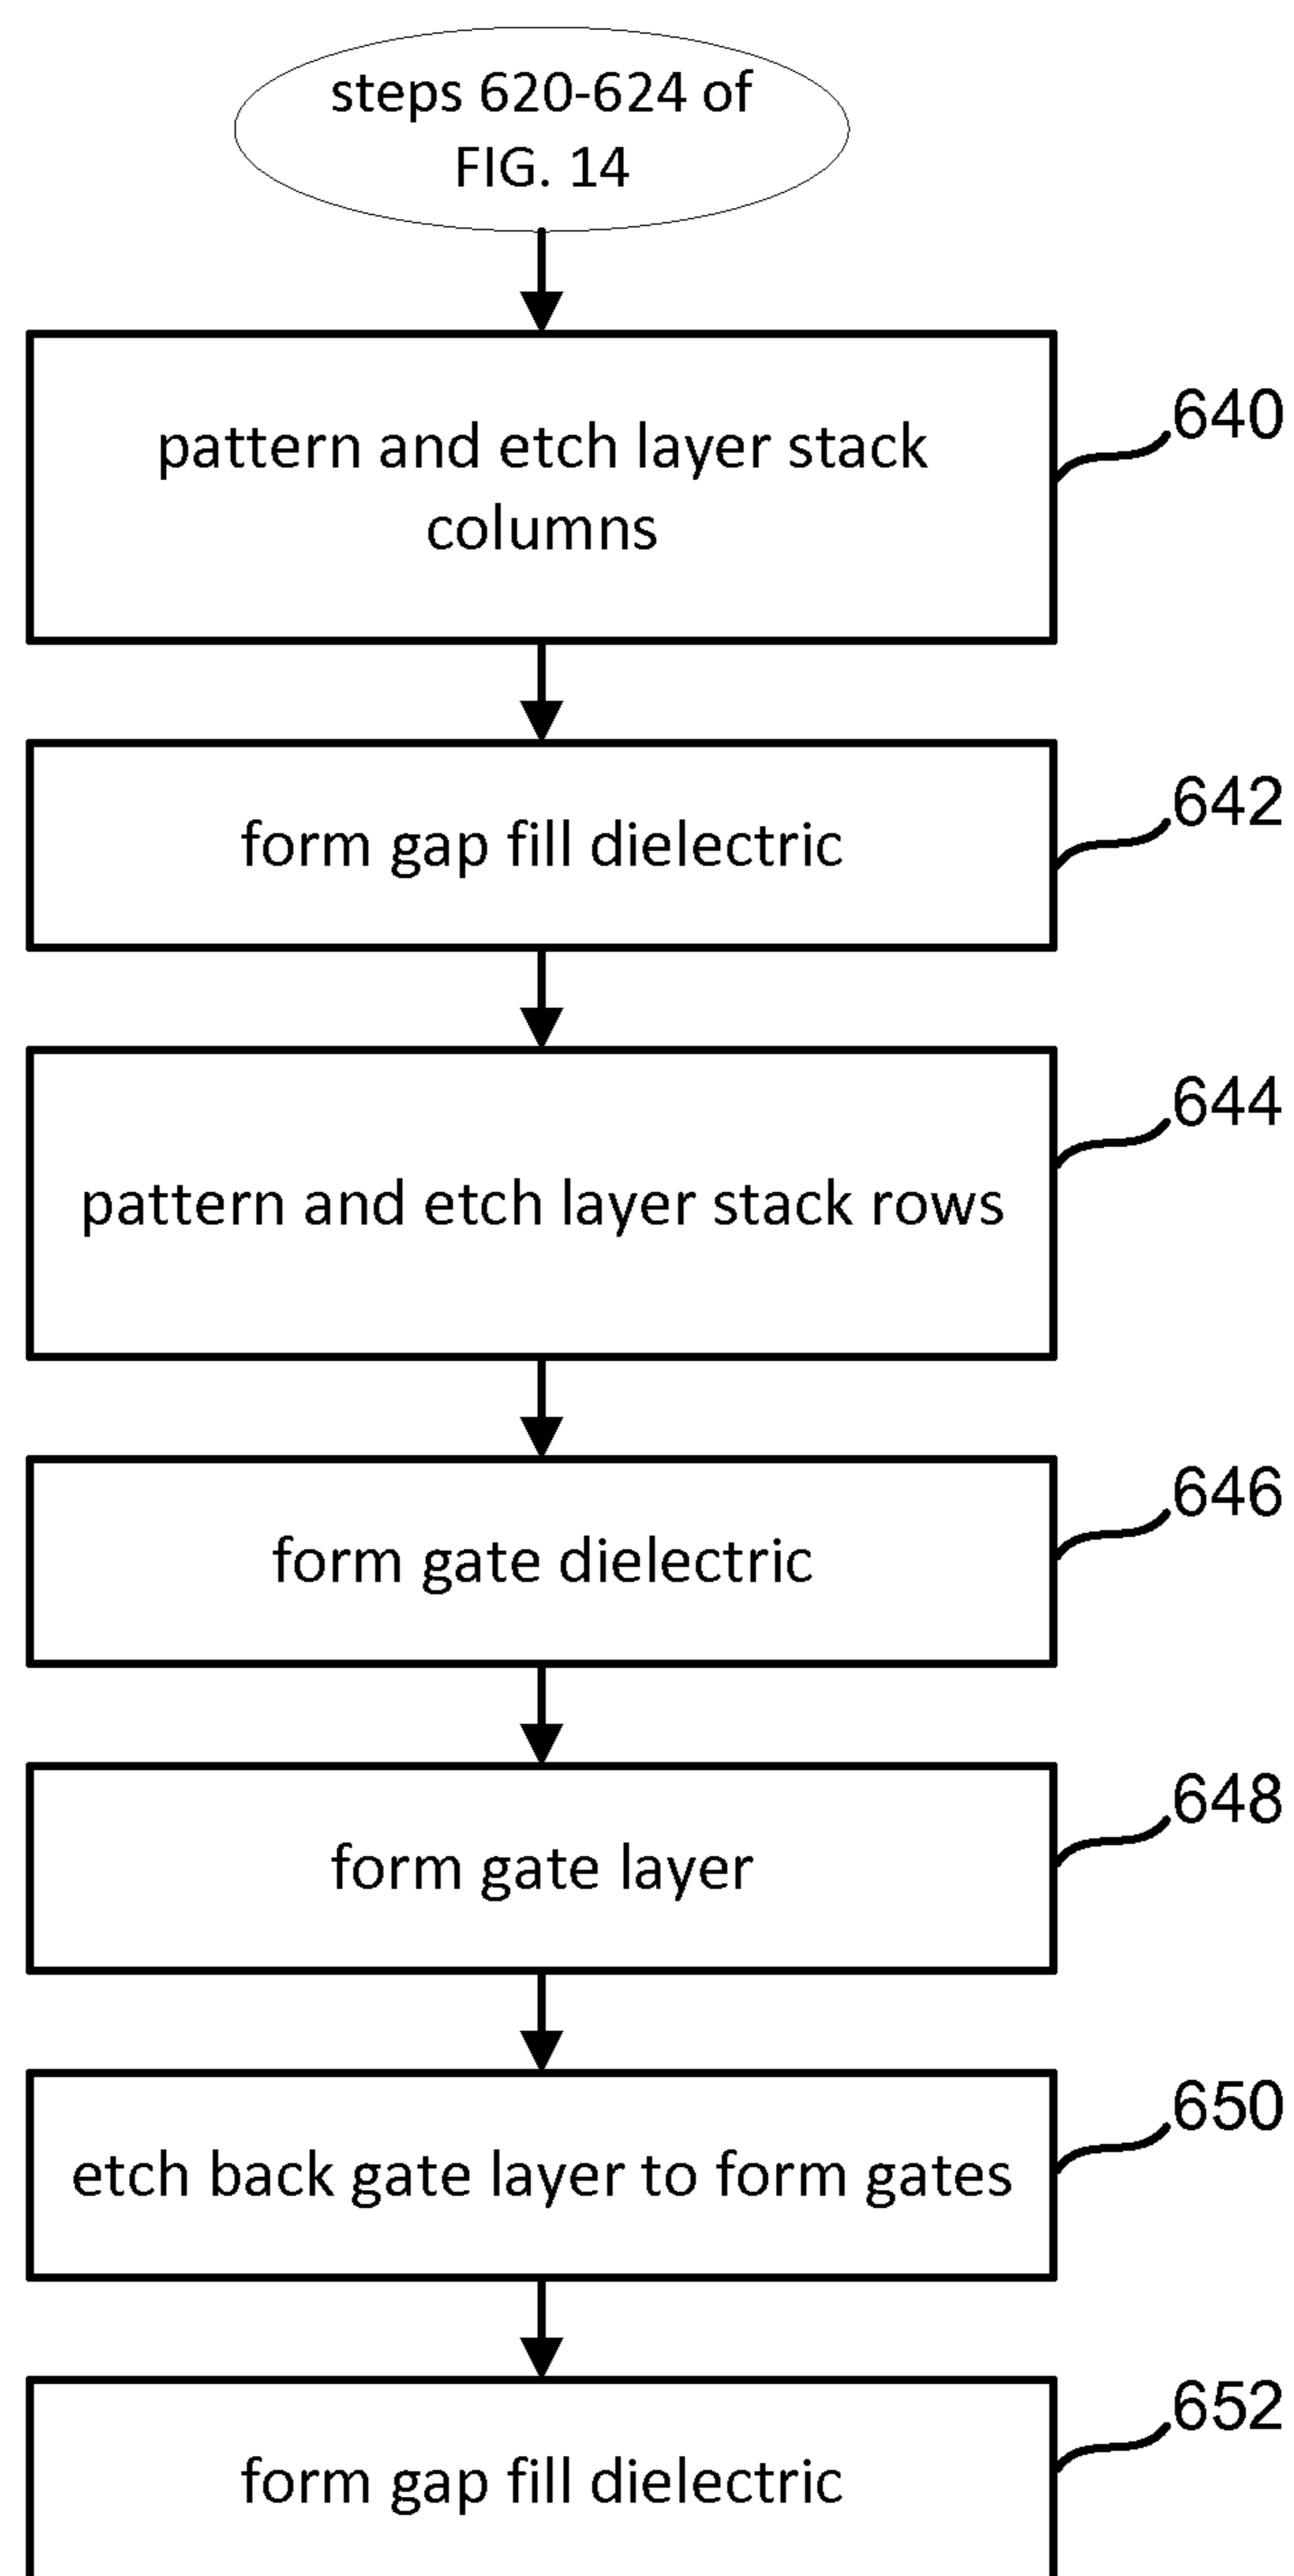 steps 620-624 of
FIG. 14
pattern and etch layer stack
columns
640
form gap fill dielectric
642
pattern and etch layer stack rows
644
form gate dielectric
646
form gate layer
648
etch back gate layer to form gates
650
form gap fill dielectric
652